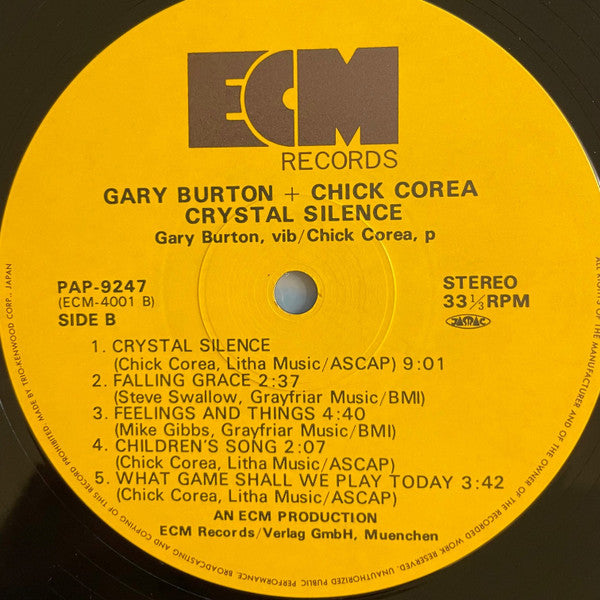 ECM
RECORDS
GARY BURTON + CHICK COREA
CRYSTAL SILENCE
Gary Burton, vib/Chick Corea, p
PAP-9247
(ECM-4001 B)
SIDE B
STEREO
33 1/3 RPM
JASRAC
1. CRYSTAL SILENCE
(Chick Corea, Litha Music/ASCAP) 9:01
2. FALLING GRACE 2:37
(Steve Swallow, Grayfriar Music/BMI)
3. FEELINGS AND THINGS 4:40
(Mike Gibbs, Grayfriar Music/BMI)
4. CHILDREN'S SONG 2:07
(Chick Corea, Litha Music/ASCAP)
5. WHAT GAME SHALL WE PLAY TODAY 3:42
(Chick Corea, Litha Music/ASCAP)
AN ECM PRODUCTION
ECM Records/Verlag GmbH, Muenchen
ALL RIGHTS OF THE MANUFACTURER AND OF THE OWNER OF THE RECORDED WORK RESERVED. UNAUTHORIZED PUBLIC PERFORMANCE, BROADCASTING AND COPYING OF THIS RECORD PROHIBITED. MADE BY TRIO-KENWOOD CORP., JAPAN